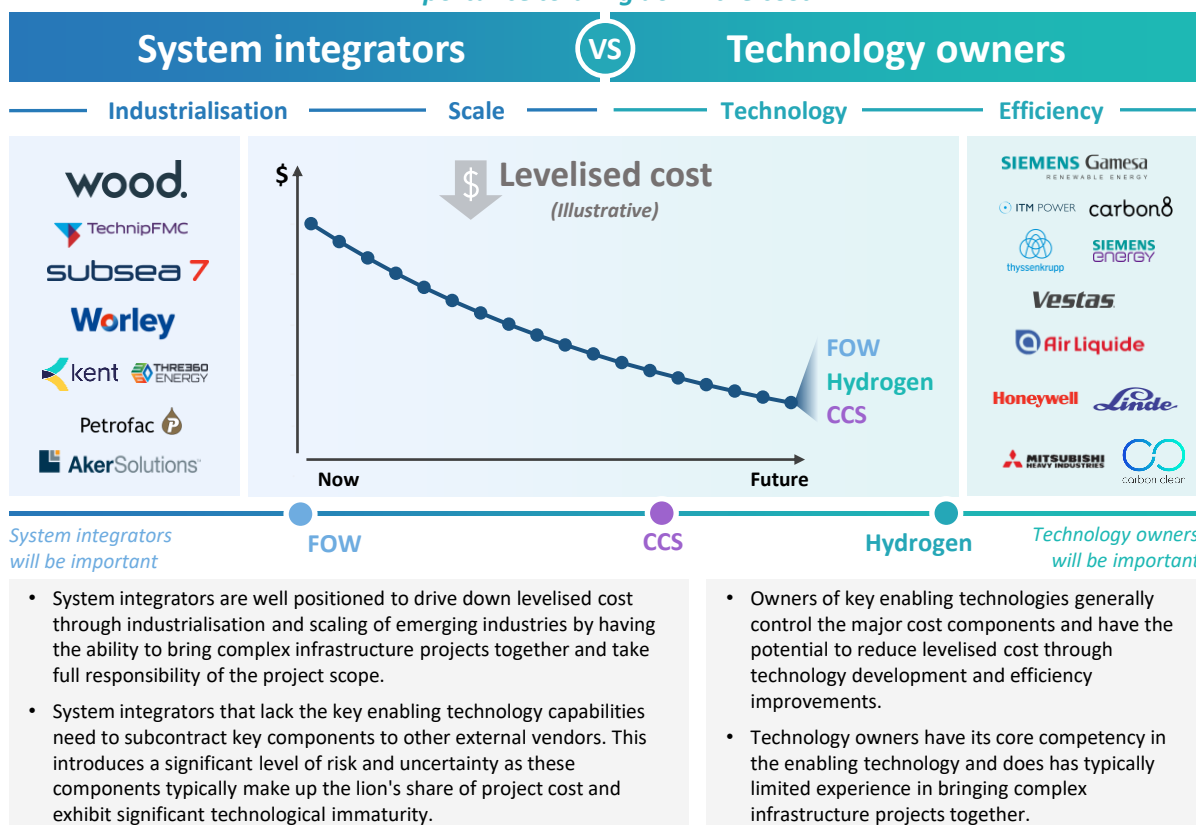 System integrators
VS
Technology owners
Industrialisation
Scale
Technology
Efficiency
wood.
TechnipFMC
subsea 7
Worley
kent
THREE60
ENERGY
Petrofac
AkerSolutions
$
$
Levelised cost
(Illustrative)
FOW
Hydrogen
CCS
Now
Future
SIEMENS Gamesa
RENEWABLE ENERGY
ITM POWER
carbon8
thyssenkrupp
SIEMENS
energy
Vestas
Air Liquide
Honeywell
Linde
MITSUBISHI
HEAVY INDUSTRIES
carbon clean
System integrators
will be important
FOW
CCS
Hydrogen
Technology owners
will be important
• System integrators are well positioned to drive down levelised cost
through industrialisation and scaling of emerging industries by having
the ability to bring complex infrastructure projects together and take
full responsibility of the project scope.
• System integrators that lack the key enabling technology capabilities
need to subcontract key components to other external vendors. This
introduces a significant level of risk and uncertainty as these
components typically make up the lion's share of project cost and
exhibit significant technological immaturity.
• Owners of key enabling technologies generally
control the major cost components and have the
potential to reduce levelised cost through
technology development and efficiency
improvements.
• Technology owners have its core competency in
the enabling technology and does has typically
limited experience in bringing complex
infrastructure projects together.